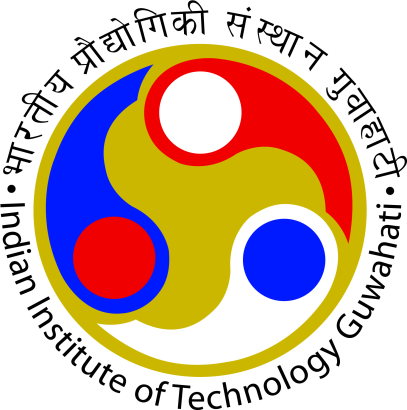 भारतीय प्रौद्योगिकी संस्थान गुवाहाटी
Indian Institute of Technology Guwahati